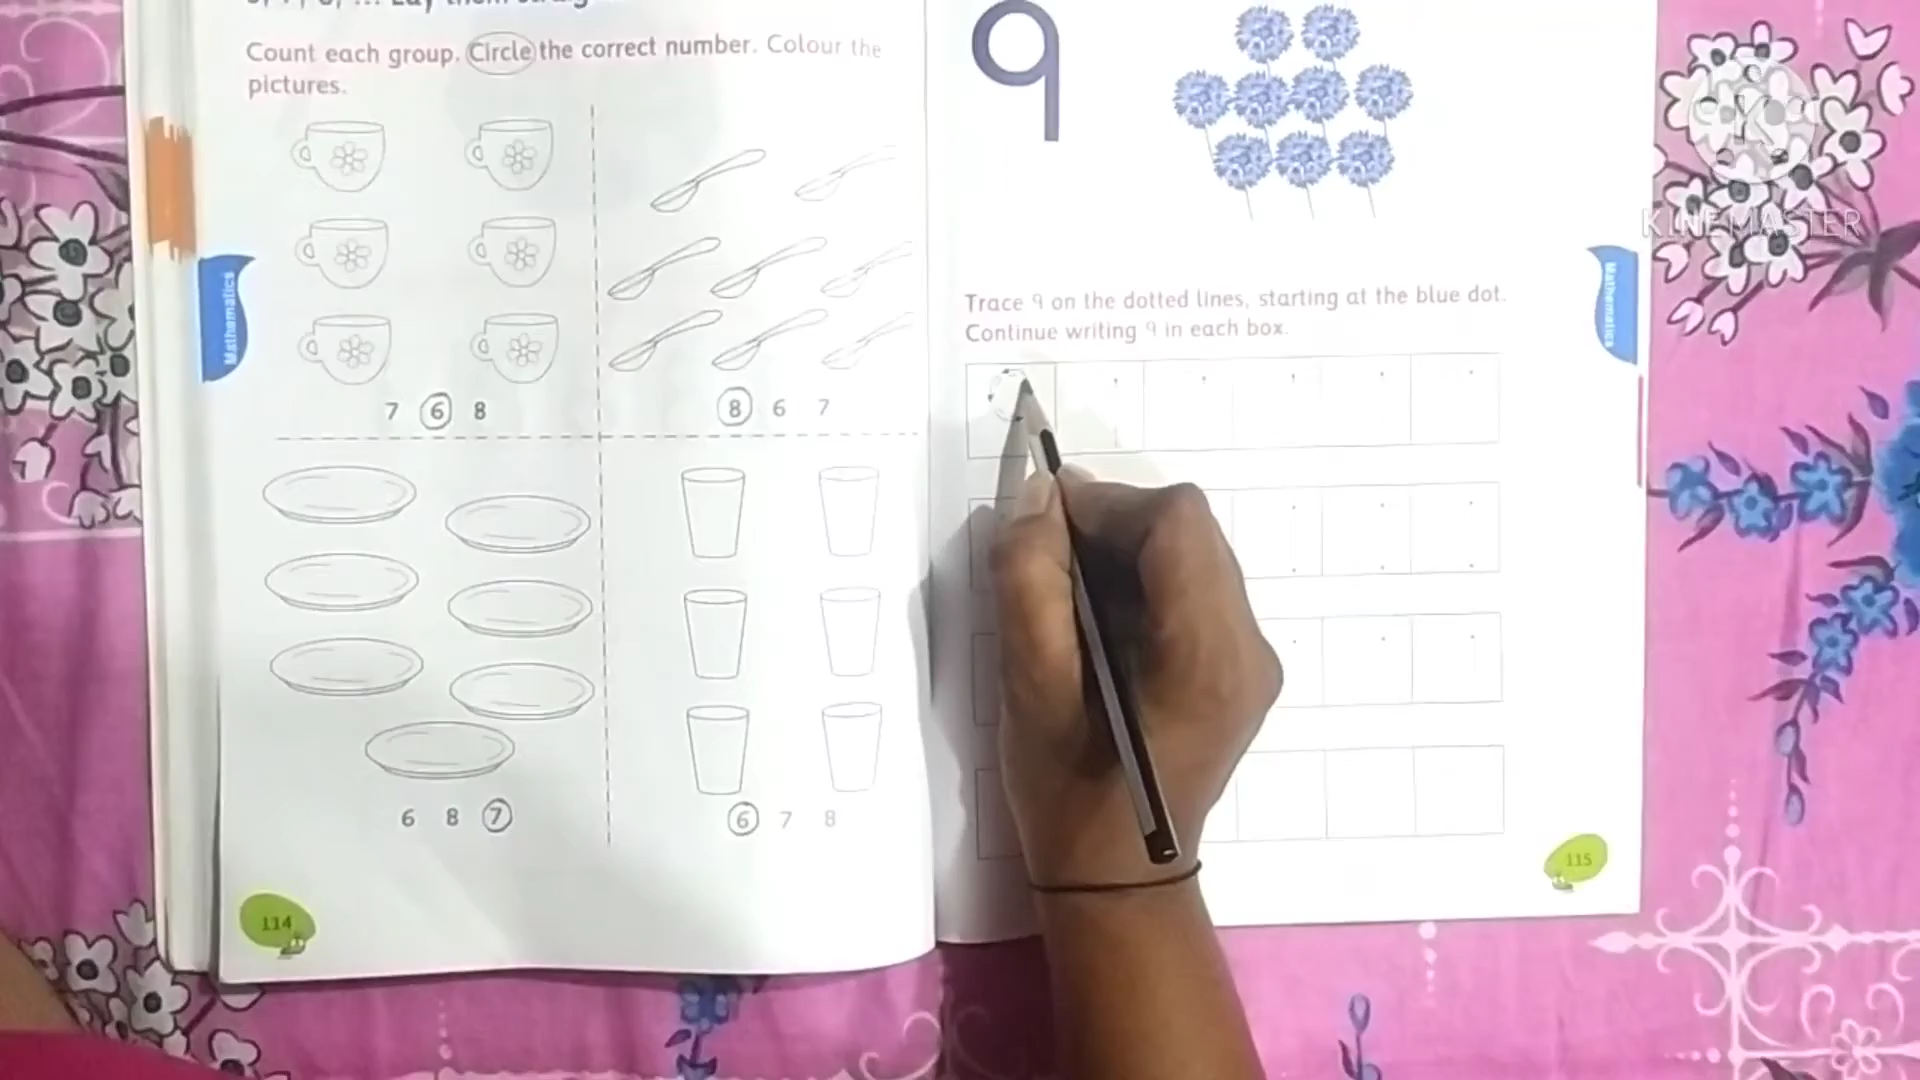 Count each group. Circle the correct number. Colour the
pictures.
7 6 8
8 6 7
6 8 7
6 7 8
Mathematics
114
9
Trace 9 on the dotted lines, starting at the blue dot.
Continue writing 9 in each box.
Mathematics
115
KINEMASTER